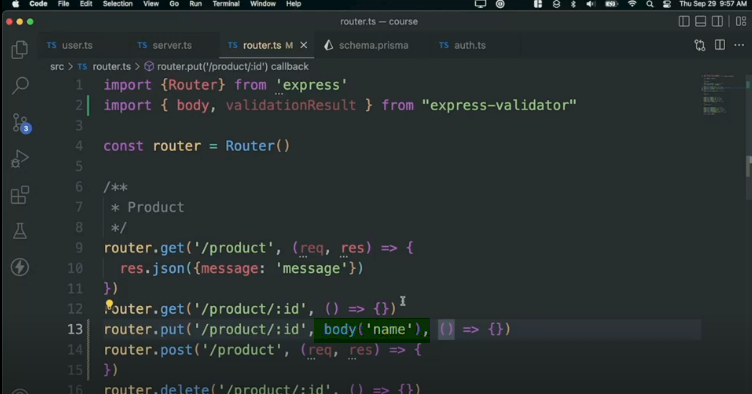 Code File Edit Selection View Go Run Terminal Window Help Thu Sep 29 9:57 AM
router.ts — course
TS user.ts TS server.ts TS router.ts M schema.prisma TS auth.ts
src > TS router.ts > router.put('/product/:id') callback
1 import {Router} from 'express'
2 import { body, validationResult } from "express-validator"
3
4 const router = Router()
5
6 /**
7 * Product
8 */
9 router.get('/product', (req, res) => {
10 res.json({message: 'message'})
11 })
12 router.get('/product/:id', () => {})
13 router.put('/product/:id', body('name'), () => {})
14 router.post('/product', (req, res) => {
15 })
16 router.delete('/product/:id', () => {})
3